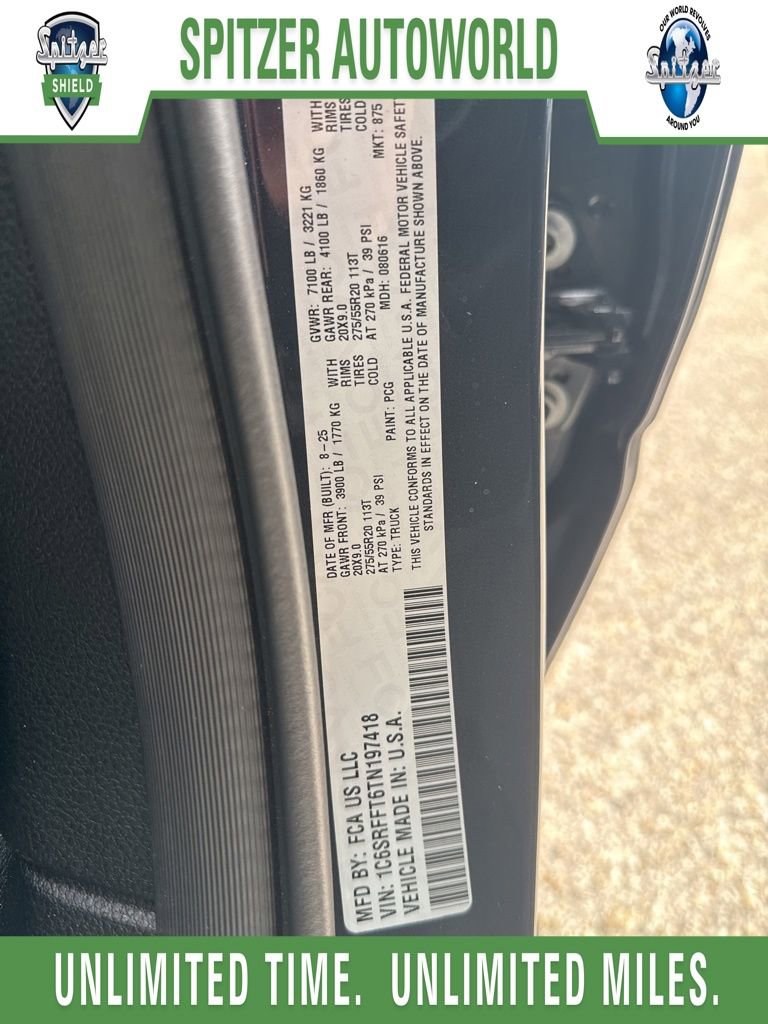 Spitzer
SHIELD
SPITZER AUTOWORLD
OUR WORLD REVOLVES
Spitzer
AROUND YOU
MFD BY: FCA US LLC
VIN: 1C6SRFFT6TN197418
VEHICLE MADE IN: U.S.A.
DATE OF MFR (BUILT): 8-25 GVWR: 7100 LB / 3221 KG
GAWR FRONT: 3900 LB / 1770 KG WITH GAWR REAR: 4100 LB / 1860 KG WITH
20X9.0 RIMS 20X9.0 RIMS
275/55R20 113T TIRES 275/55R20 113T TIRES
AT 270 kPa / 39 PSI COLD AT 270 kPa / 39 PSI COLD
TYPE: TRUCK PAINT: PCG MDH: 080616 MKT: 875
THIS VEHICLE CONFORMS TO ALL APPLICABLE U.S.A. FEDERAL MOTOR VEHICLE SAFET
STANDARDS IN EFFECT ON THE DATE OF MANUFACTURE SHOWN ABOVE.
UNLIMITED TIME. UNLIMITED MILES.